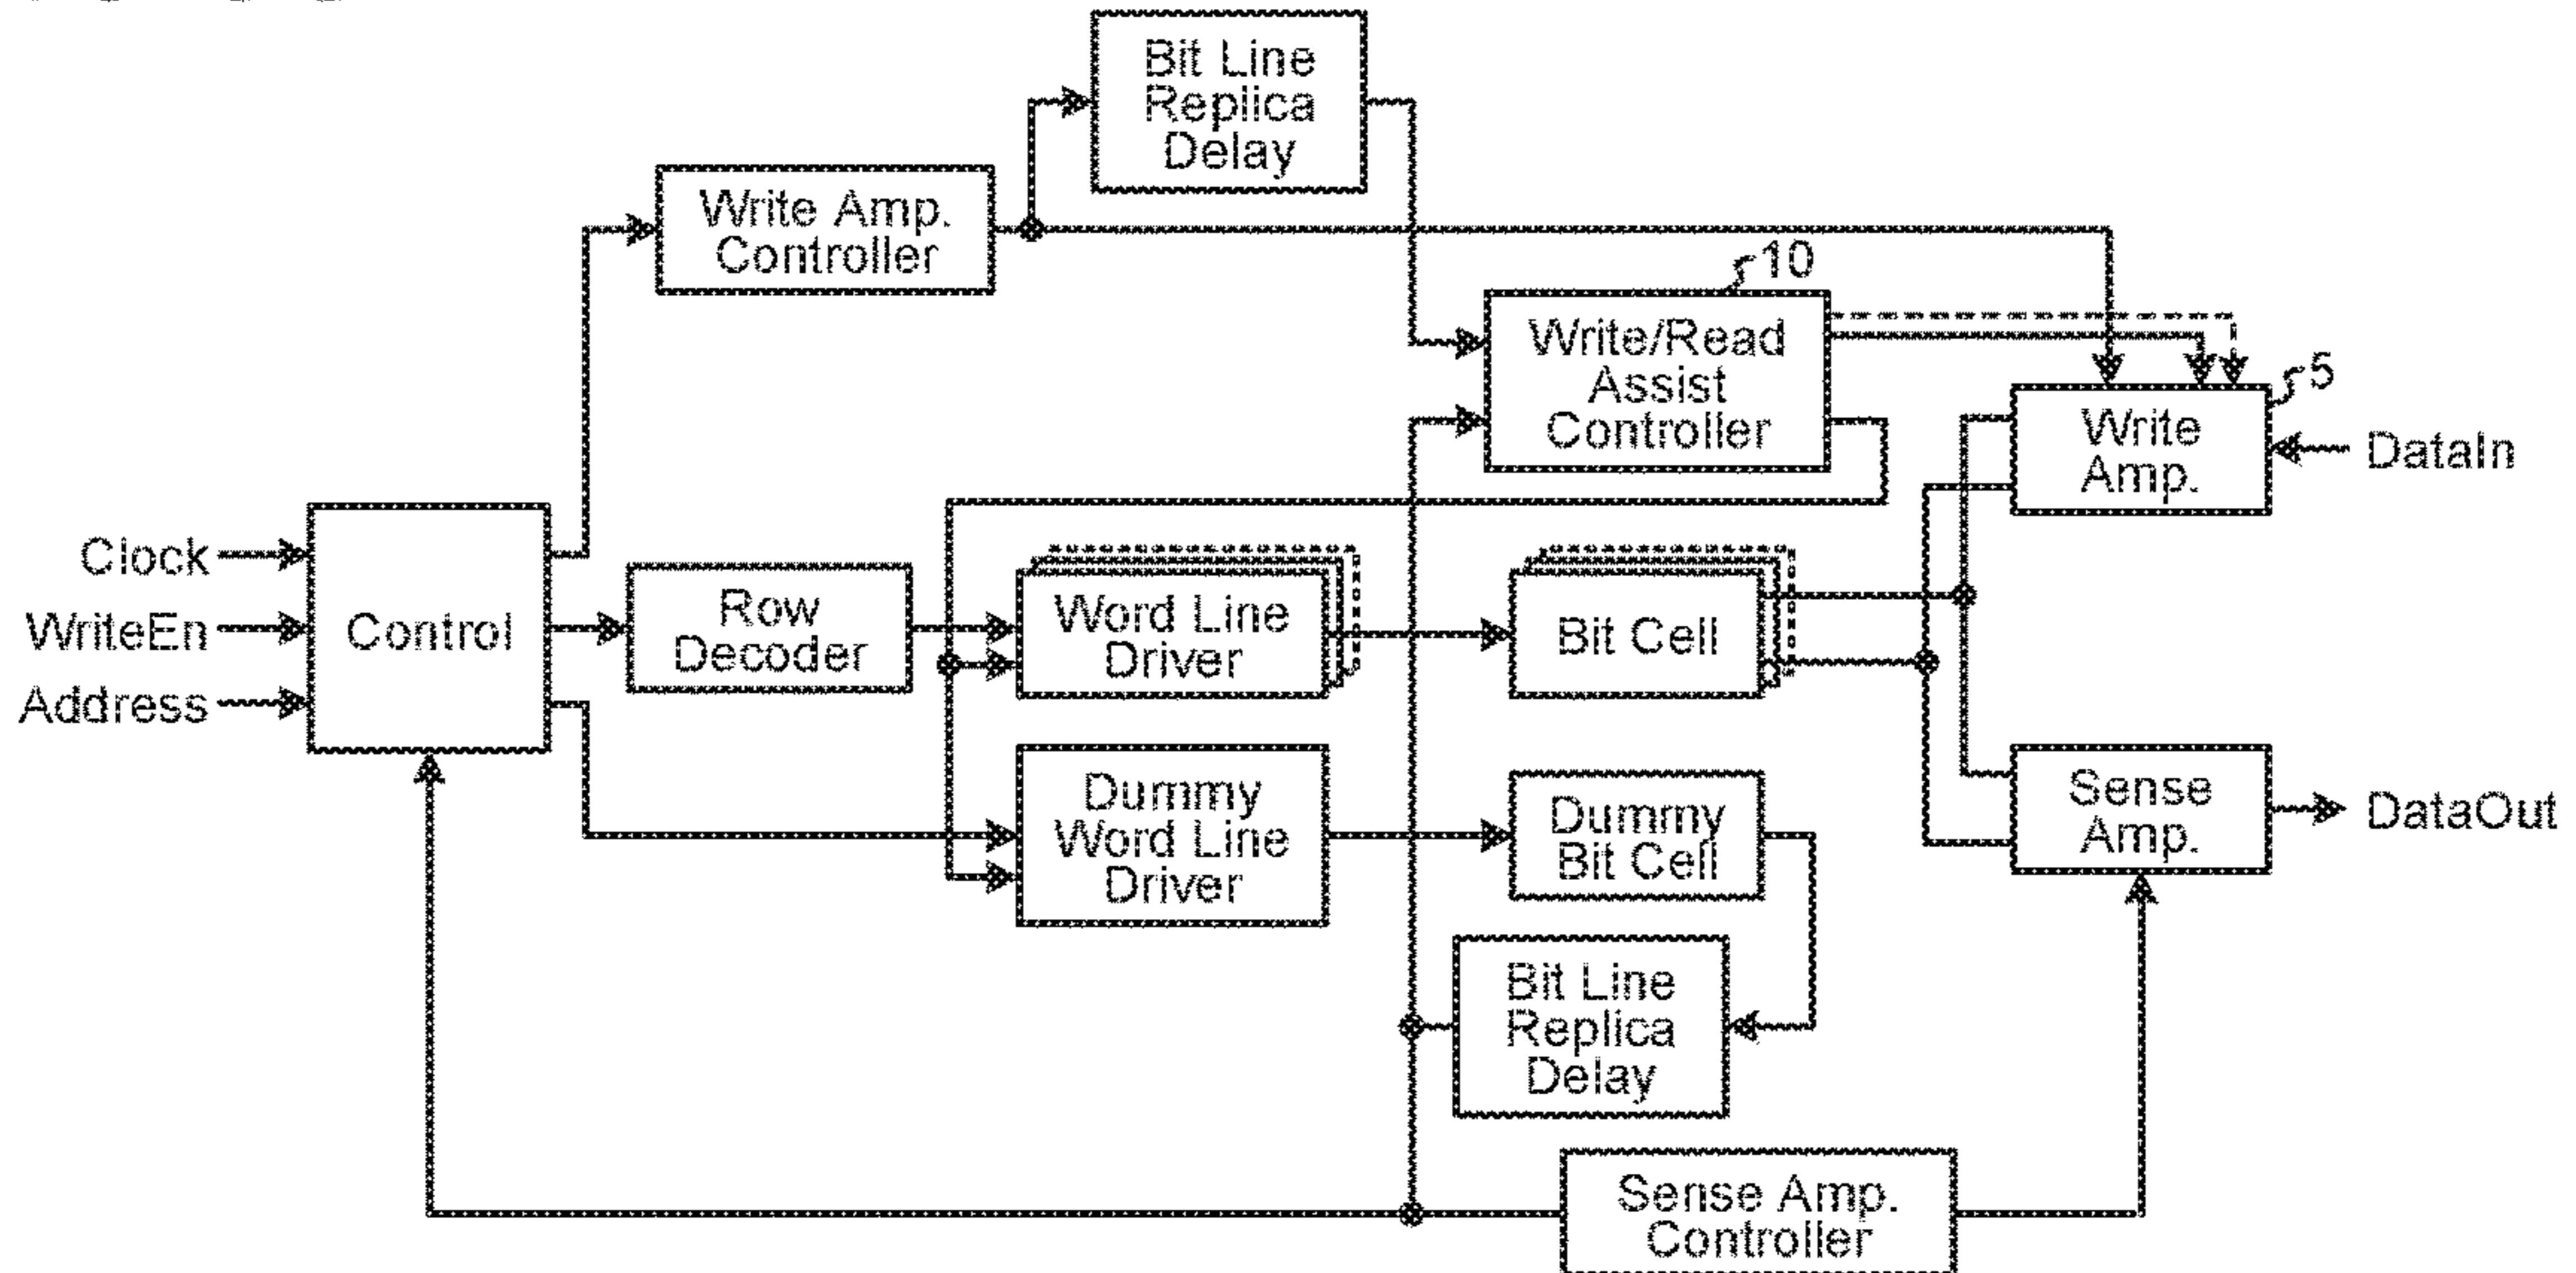 Bit Line
Replica
Delay
Write Amp.
Controller
10
Write/Read
Assist
Controller
5
Write
Amp.
DataIn
Clock
WriteEn
Address
Control
Row
Decoder
Word Line
Driver
Bit Cell
Dummy
Word Line
Driver
Dummy
Bit Cell
Sense
Amp.
DataOut
Bit Line
Replica
Delay
Sense Amp.
Controller